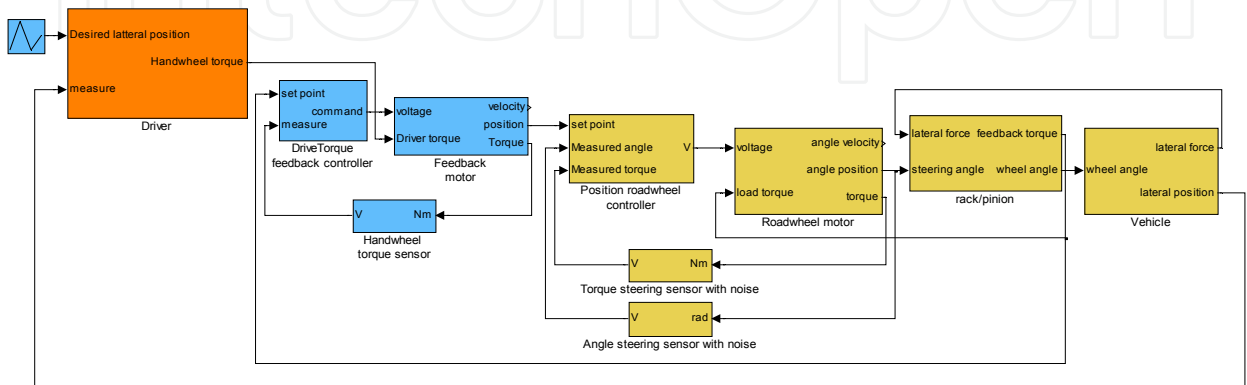 intechopen
Desired latteral position
Handwheel torque
measure
Driver
set point
command
measure
DriveTorque
feedback controller
voltage
velocity
position
Driver torque
Torque
Feedback
motor
V
Nm
Handwheel
torque sensor
set point
Measured angle
V
Measured torque
Position roadwheel
controller
voltage
angle velocity
angle position
load torque
torque
Roadwheel motor
V
Nm
Torque steering sensor with noise
V
rad
Angle steering sensor with noise
lateral force
feedback torque
steering angle
wheel angle
rack/pinion
lateral force
wheel angle
lateral position
Vehicle